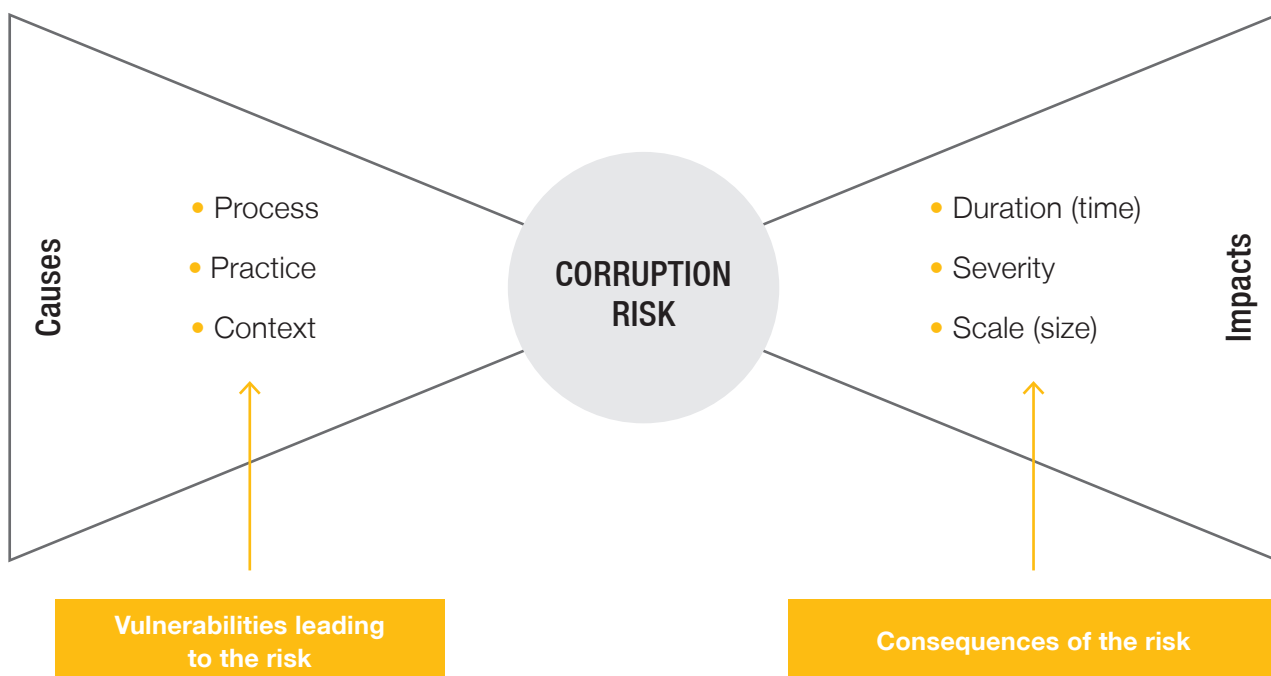 Causes
• Process
• Practice
• Context
CORRUPTION
RISK
• Duration (time)
• Severity
• Scale (size)
Impacts
Vulnerabilities leading
to the risk
Consequences of the risk